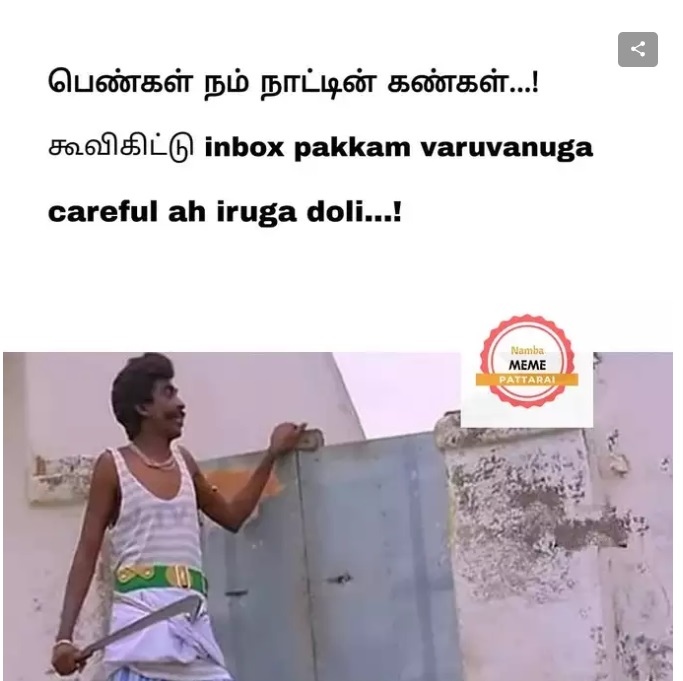 பெண்கள் நம் நாட்டின் கண்கள்...!
கூவிகிட்டு inbox pakkam varuvanuga
careful ah iruga doli...!
Namba
MEME
PATTARAI